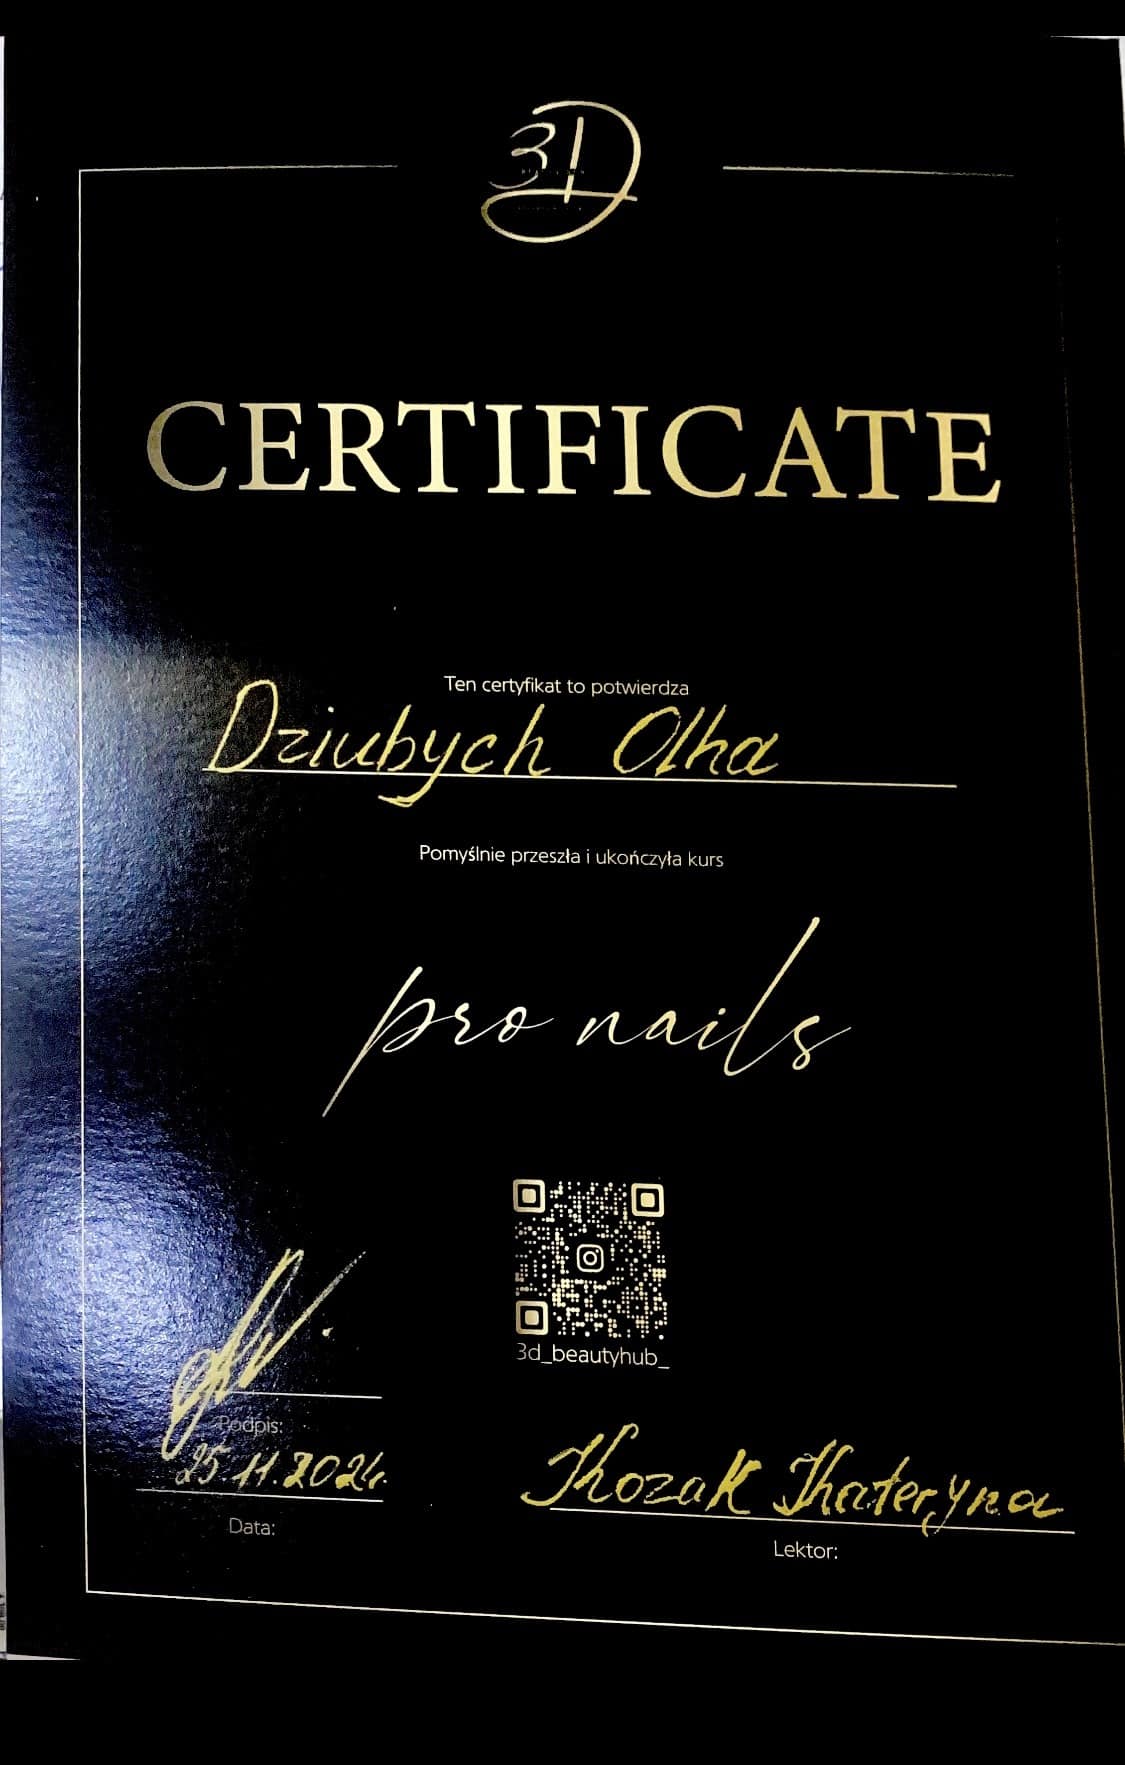 3D
CERTIFICATE
Ten certyfikat to potwierdza
Dziubych Olha
Pomyślnie przeszła i ukończyła kurs
pro nails
3d_beautyhub_
Podpis:
25.11.2024.
Data:
Kozak Kateryna
Lektor: